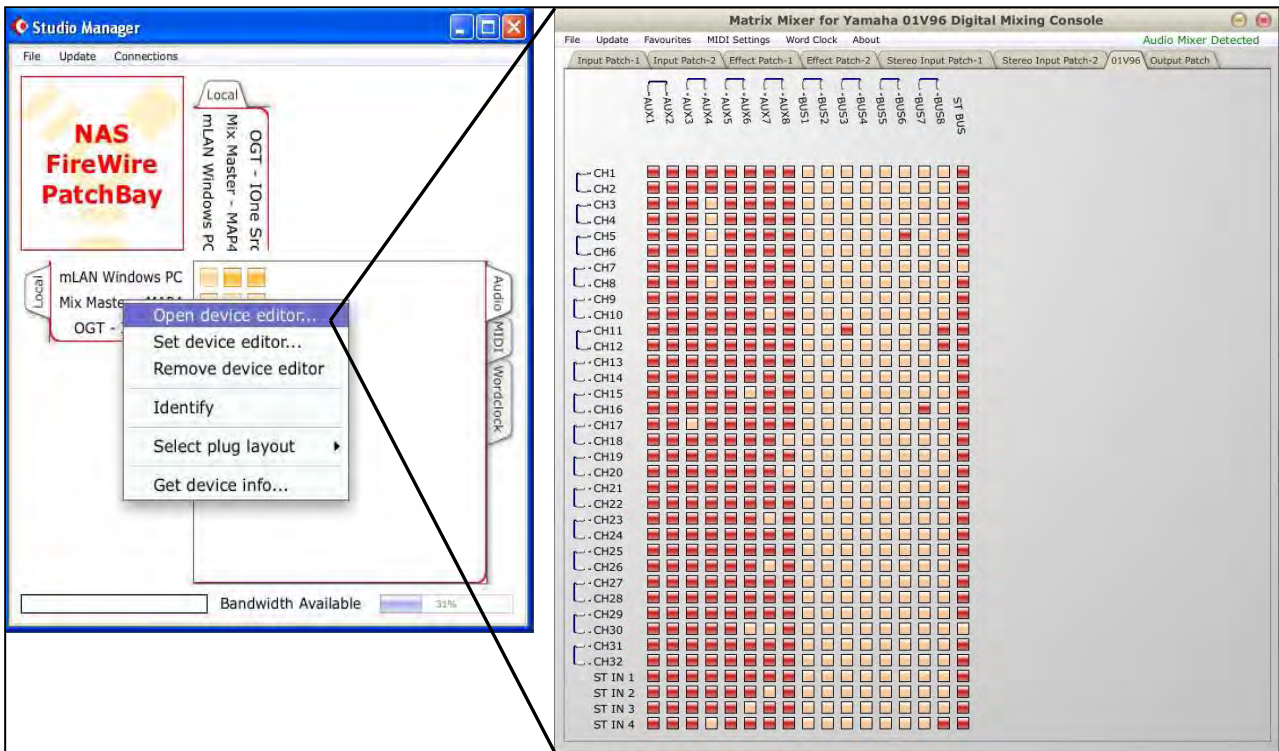 Studio Manager
File Update Connections
NAS
FireWire
PatchBay
Local
mLAN Windows PC
Mix Master - MAP4
OGT - IOne Src
Local
mLAN Windows PC
Mix Maste
OGT -
Audio
MIDI
Wordclock
Open device editor...
Set device editor...
Remove device editor
Identify
Select plug layout
Get device info...
Bandwidth Available 31%
Matrix Mixer for Yamaha 01V96 Digital Mixing Console
File Update Favourites MIDI Settings Word Clock About Audio Mixer Detected
Input Patch-1 Input Patch-2 Effect Patch-1 Effect Patch-2 Stereo Input Patch-1 Stereo Input Patch-2 01V96 Output Patch
AUX1 AUX2 AUX3 AUX4 AUX5 AUX6 AUX7 AUX8 BUS1 BUS2 BUS3 BUS4 BUS5 BUS6 BUS7 BUS8 ST BUS
CH1
CH2
CH3
CH4
CH5
CH6
CH7
CH8
CH9
CH10
CH11
CH12
CH13
CH14
CH15
CH16
CH17
CH18
CH19
CH20
CH21
CH22
CH23
CH24
CH25
CH26
CH27
CH28
CH29
CH30
CH31
CH32
ST IN 1
ST IN 2
ST IN 3
ST IN 4